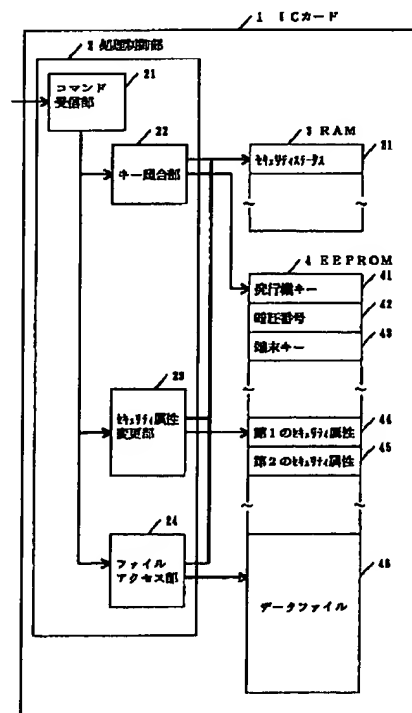 1 ICカード
2 処理制御部
21
コマンド
受信部
22
キー照合部
3 RAM
31
セキュリティステータス
4 EEPROM
41
発行機キー
42
暗証番号
43
端末キー
23
セキュリティ属性
変更部
44
第1のセキュリティ属性
45
第2のセキュリティ属性
24
ファイル
アクセス部
46
データファイル